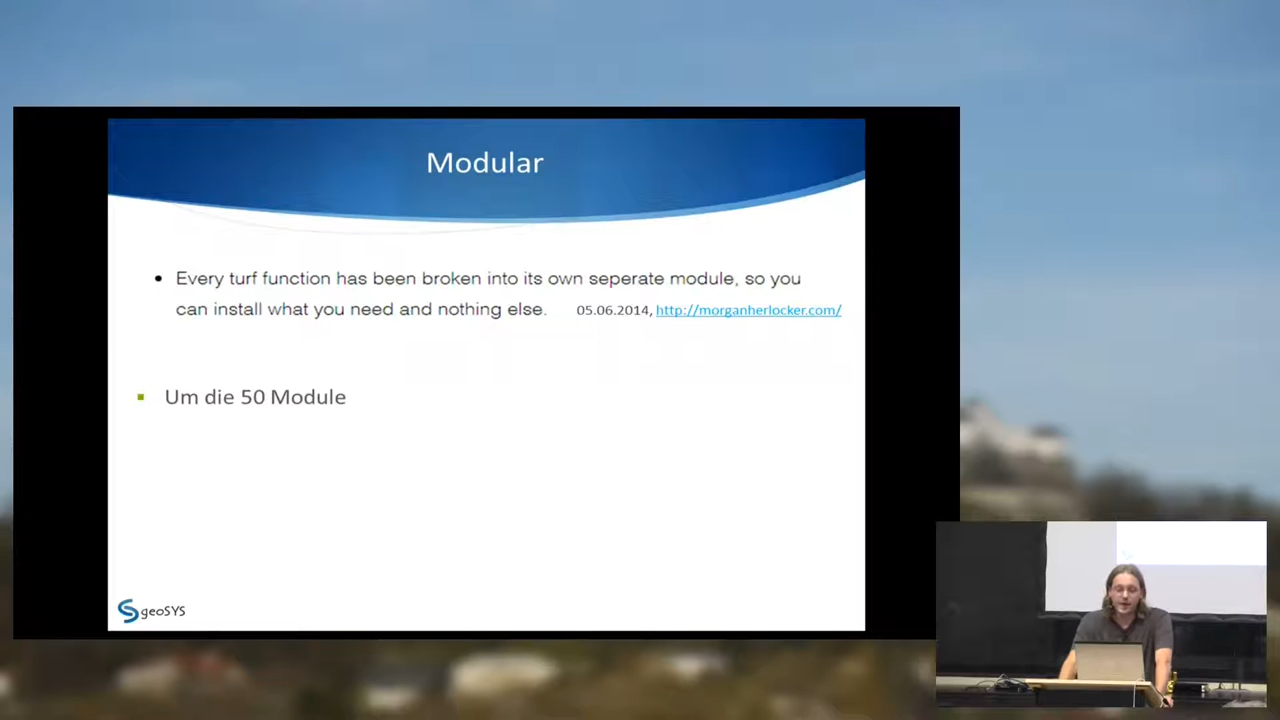 Modular
• Every turf function has been broken into its own seperate module, so you
can install what you need and nothing else. 05.06.2014, http://morganherlocker.com/
▪ Um die 50 Module
geoSYS